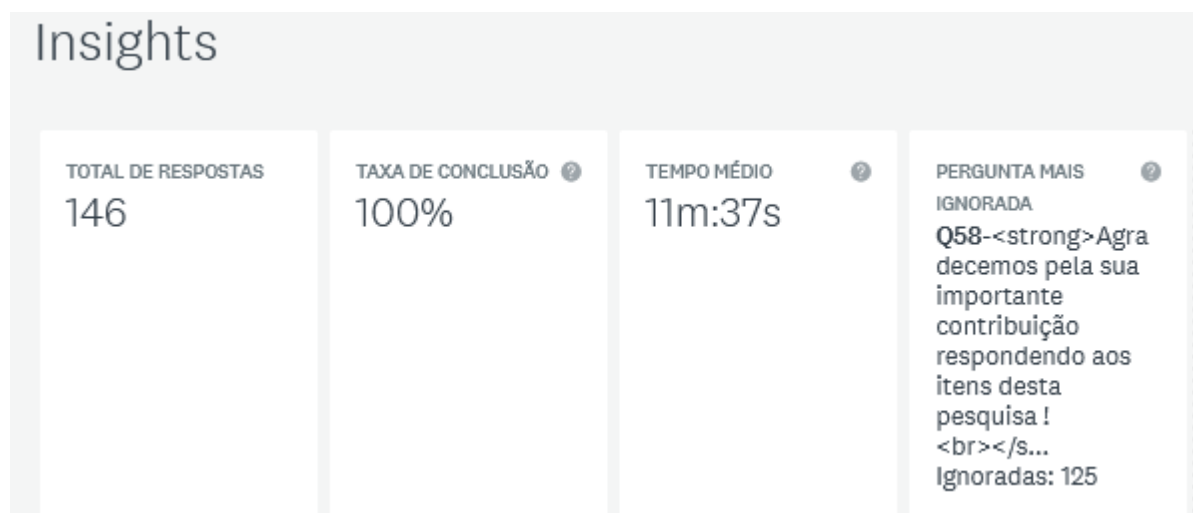 Insights
TOTAL DE RESPOSTAS
146
TAXA DE CONCLUSÃO
100%
TEMPO MÉDIO
11m:37s
PERGUNTA MAIS
IGNORADA
Q58-<strong>Agra
decemos pela sua
importante
contribuição
respondendo aos
itens desta
pesquisa !
<br></s...
Ignoradas: 125